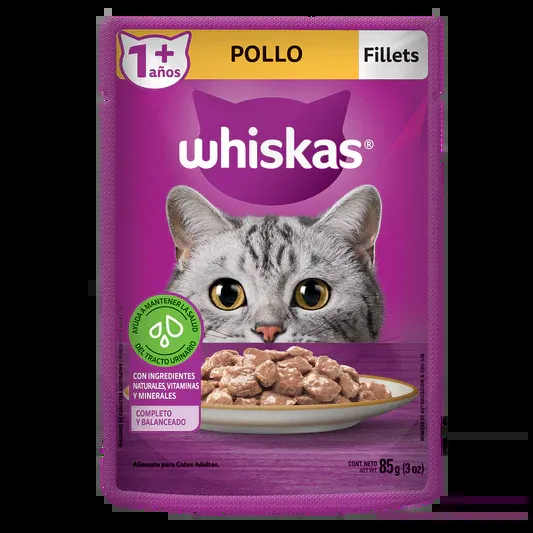 1+
años
POLLO
Fillets
whiskas®
AYUDA A MANTENER LA SALUD
DEL TRACTO URINARIO
CON INGREDIENTES
NATURALES, VITAMINAS
Y MINERALES
COMPLETO
Y BALANCEADO
Alimento para Gatos Adultos.
CONT. NETO
NET WT.
85g (3 oz)